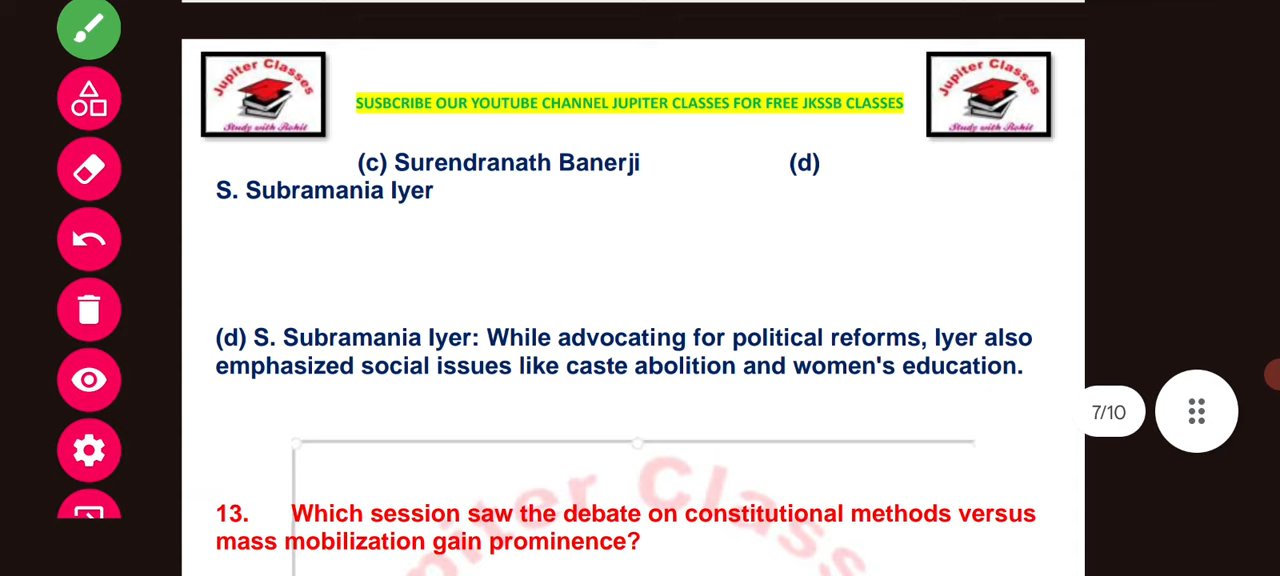 Jupiter Classes
Study with Rohit
SUSBCRIBE OUR YOUTUBE CHANNEL JUPITER CLASSES FOR FREE JKSSB CLASSES
Jupiter Classes
Study with Rohit
(c) Surendranath Banerji (d)
S. Subramania Iyer
(d) S. Subramania Iyer: While advocating for political reforms, Iyer also
emphasized social issues like caste abolition and women's education.
7/10
13. Which session saw the debate on constitutional methods versus
mass mobilization gain prominence?